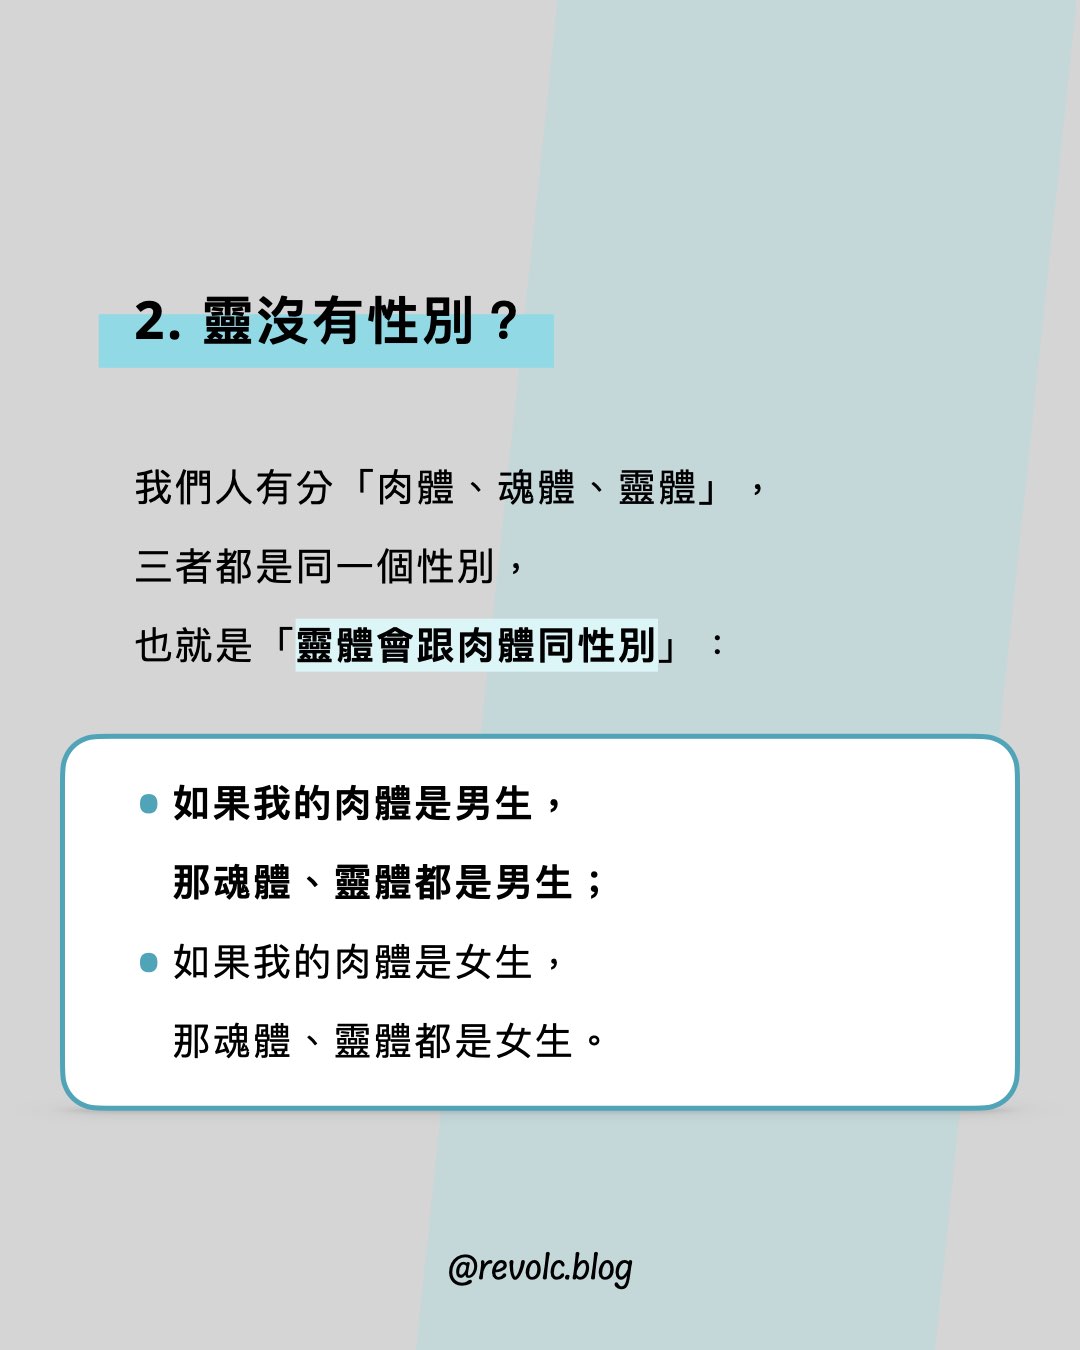 2. 靈沒有性別？
我們人有分「肉體、魂體、靈體」，
三者都是同一個性別，
也就是「靈體會跟肉體同性別」：
如果我的肉體是男生，
那魂體、靈體都是男生；
如果我的肉體是女生，
那魂體、靈體都是女生。
@revolc.blog